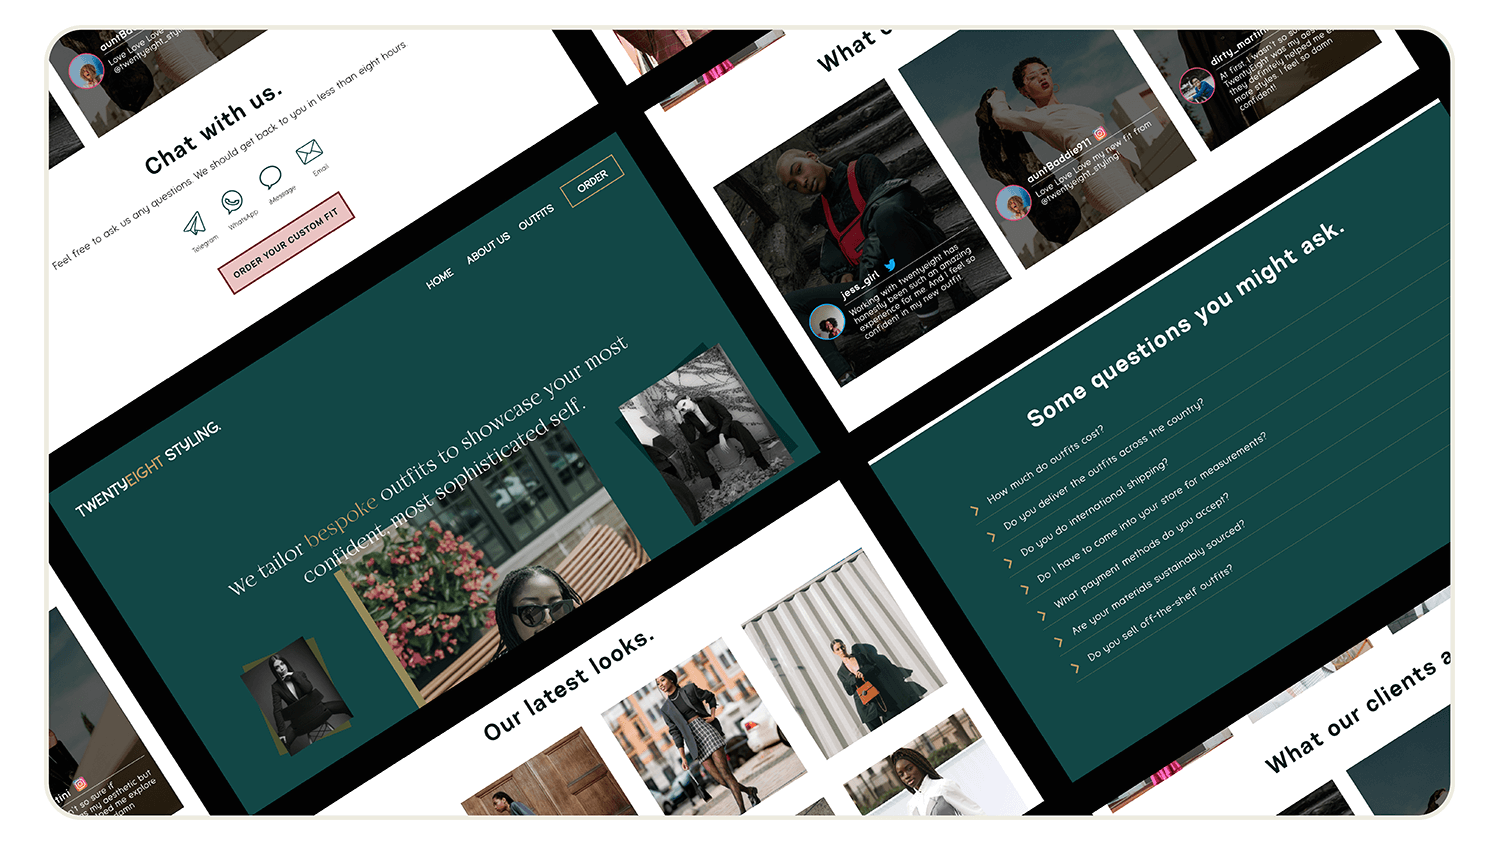 auntBad
Love Love Love
@twentyeight_styli
Chat with us.
Feel free to ask us any questions. We should get back to you in less than eight hours
Telegram
WhatsApp
iMessage
Email
ORDER YOUR CUSTOM FIT
What
jess_girl
Working with twentyeight has
honestly been such an amazing
experience for me. And I feel so
confident in my new outfit
auntBaddie911
Love Love Love my new fit from
@twentyeight_styling!
dirty_martini
At first, I wasn't so su
TwentyEight was my aes
they definitely helped me e
more styles. I feel so damn
confident!
TWENTYEIGHT STYLING.
HOME
ABOUT US
OUTFITS
ORDER
We tailor bespoke outfits to showcase your most
confident, most sophisticated self.
Some questions you might ask.
How much do outfits cost?
Do you deliver the outfits across the country?
Do you do international shipping?
Do I have to come into your store for measurements?
What payment methods do you accept?
Are your materials sustainably sourced?
Do you sell off-the-shelf outfits?
Our latest looks.
What our clients a
tini
n't so sure if
as my aesthetic but
elped me explore
damn